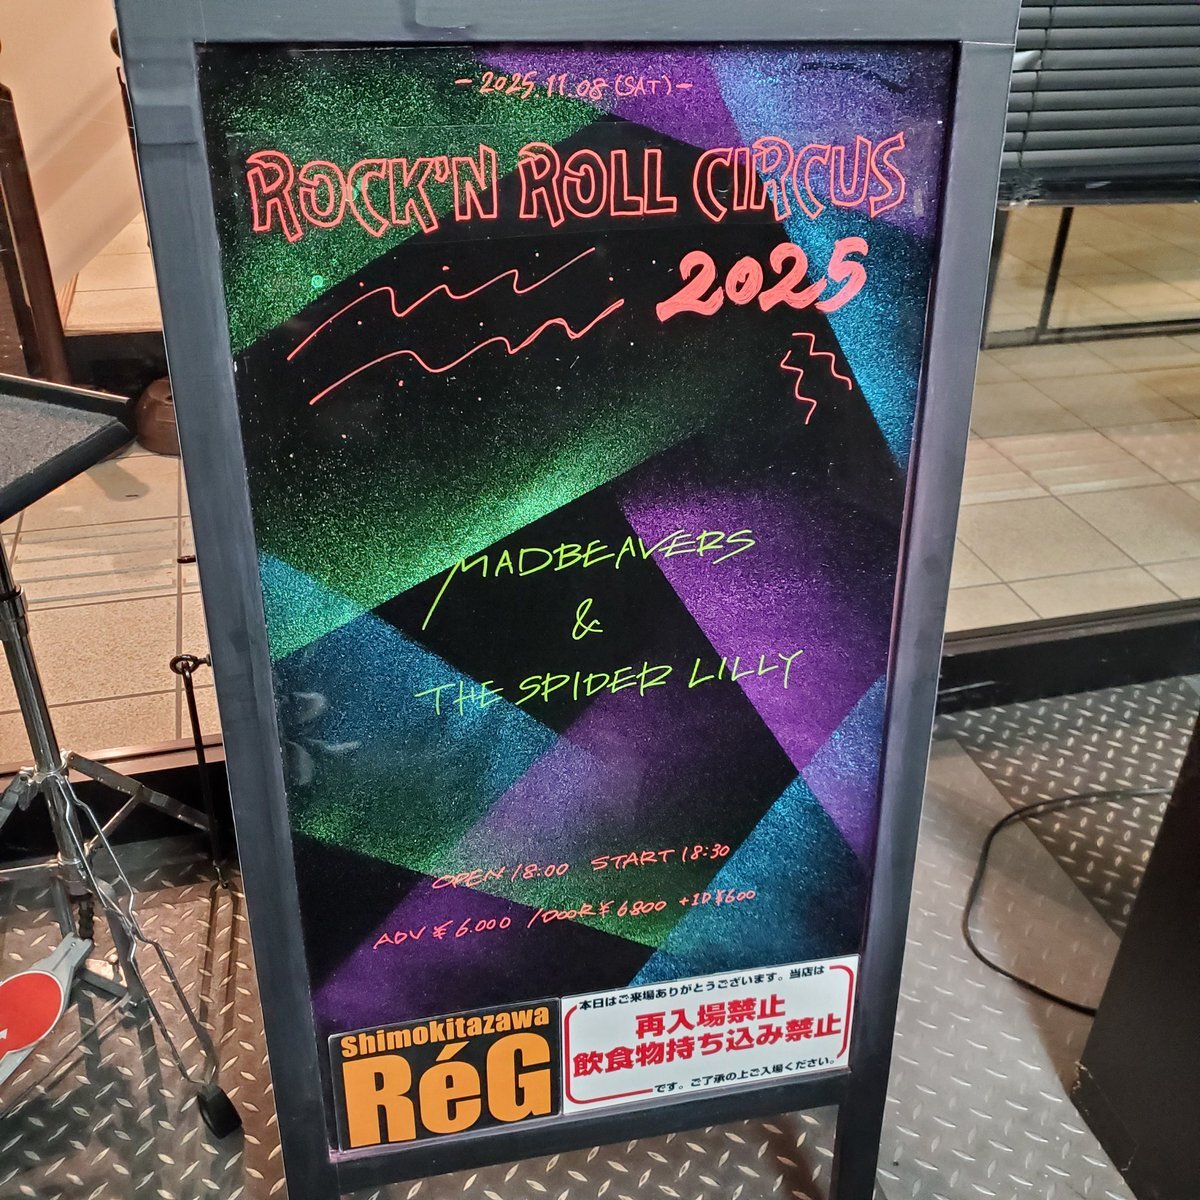 - 2025.11.08 (SAT) -
ROCK'N ROLL CIRCUS
2025
MADBEAVERS
&
THE SPIDER LILLY
OPEN 18:00 START 18:30
ADV ¥ 6.000 / DOOR ¥ 6800 +1D ¥600
Shimokitazawa
RéG
本日はご来場ありがとうございます。当店は
再入場禁止
飲食物持ち込み禁止
です。ご了承の上ご入場ください。